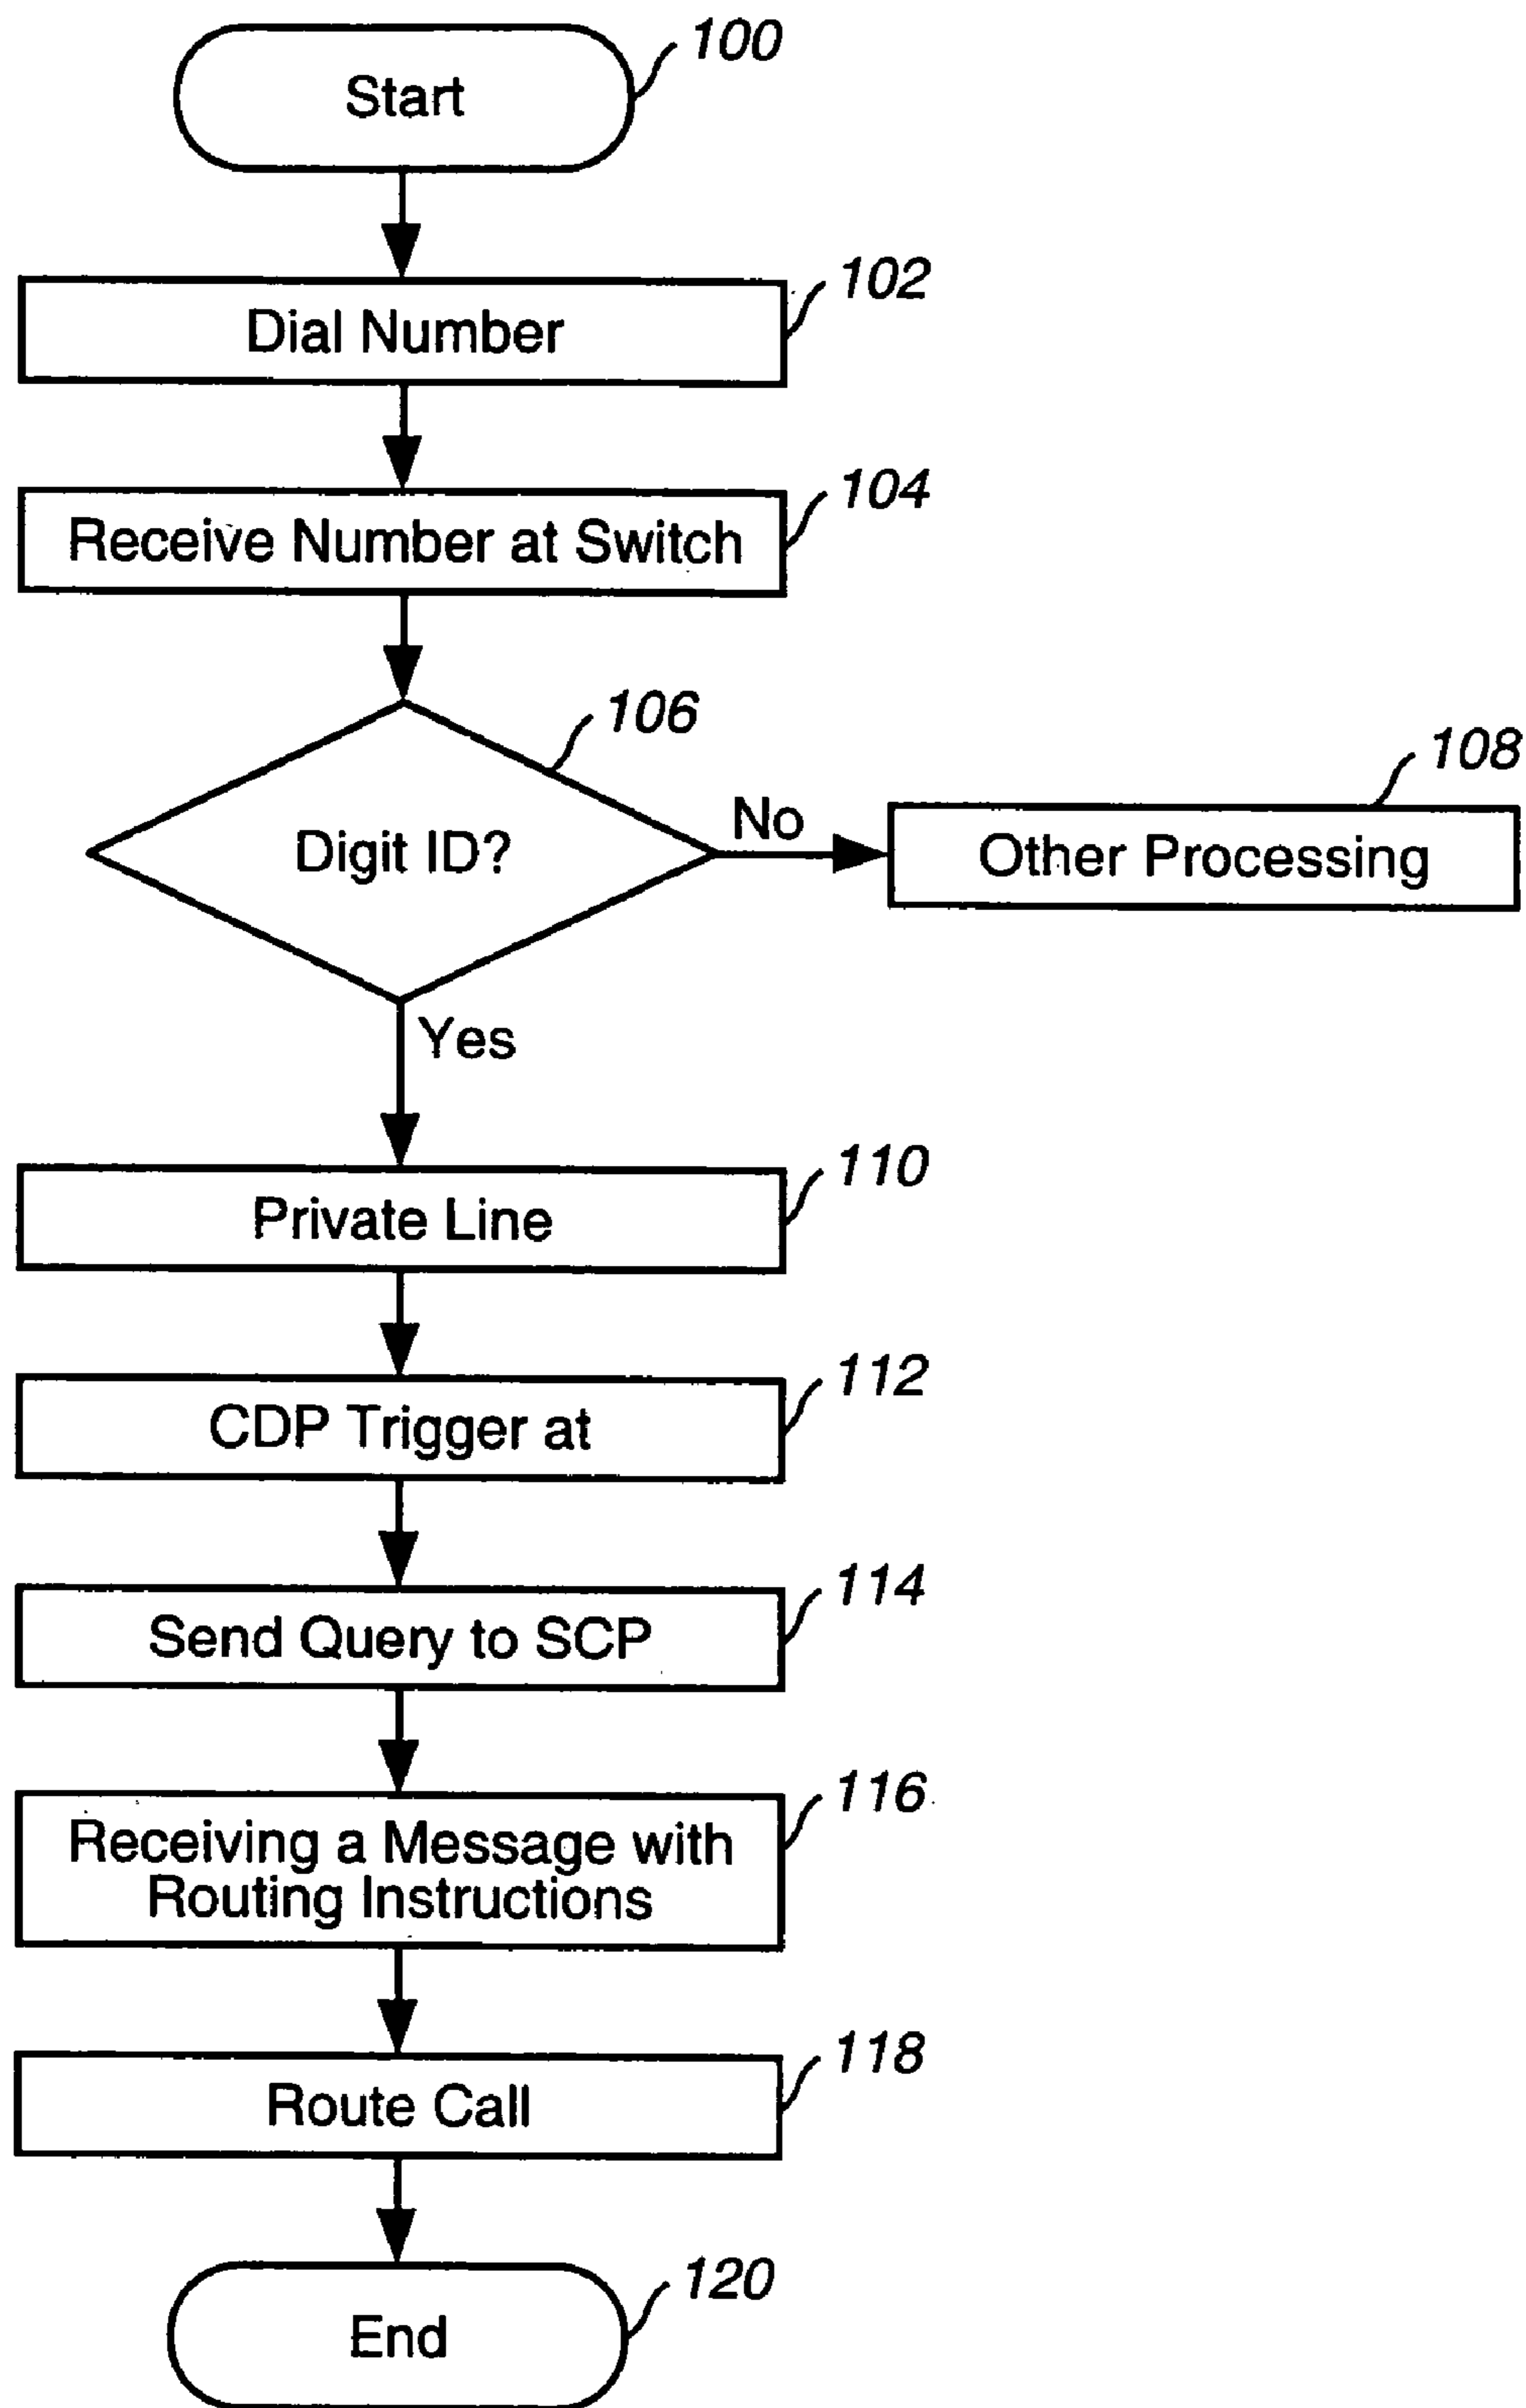 Start
100
Dial Number
102
Receive Number at Switch
104
Digit ID?
106
No
Other Processing
108
Yes
Private Line
110
CDP Trigger at
112
Send Query to SCP
114
Receiving a Message with
Routing Instructions
116
Route Call
118
End
120